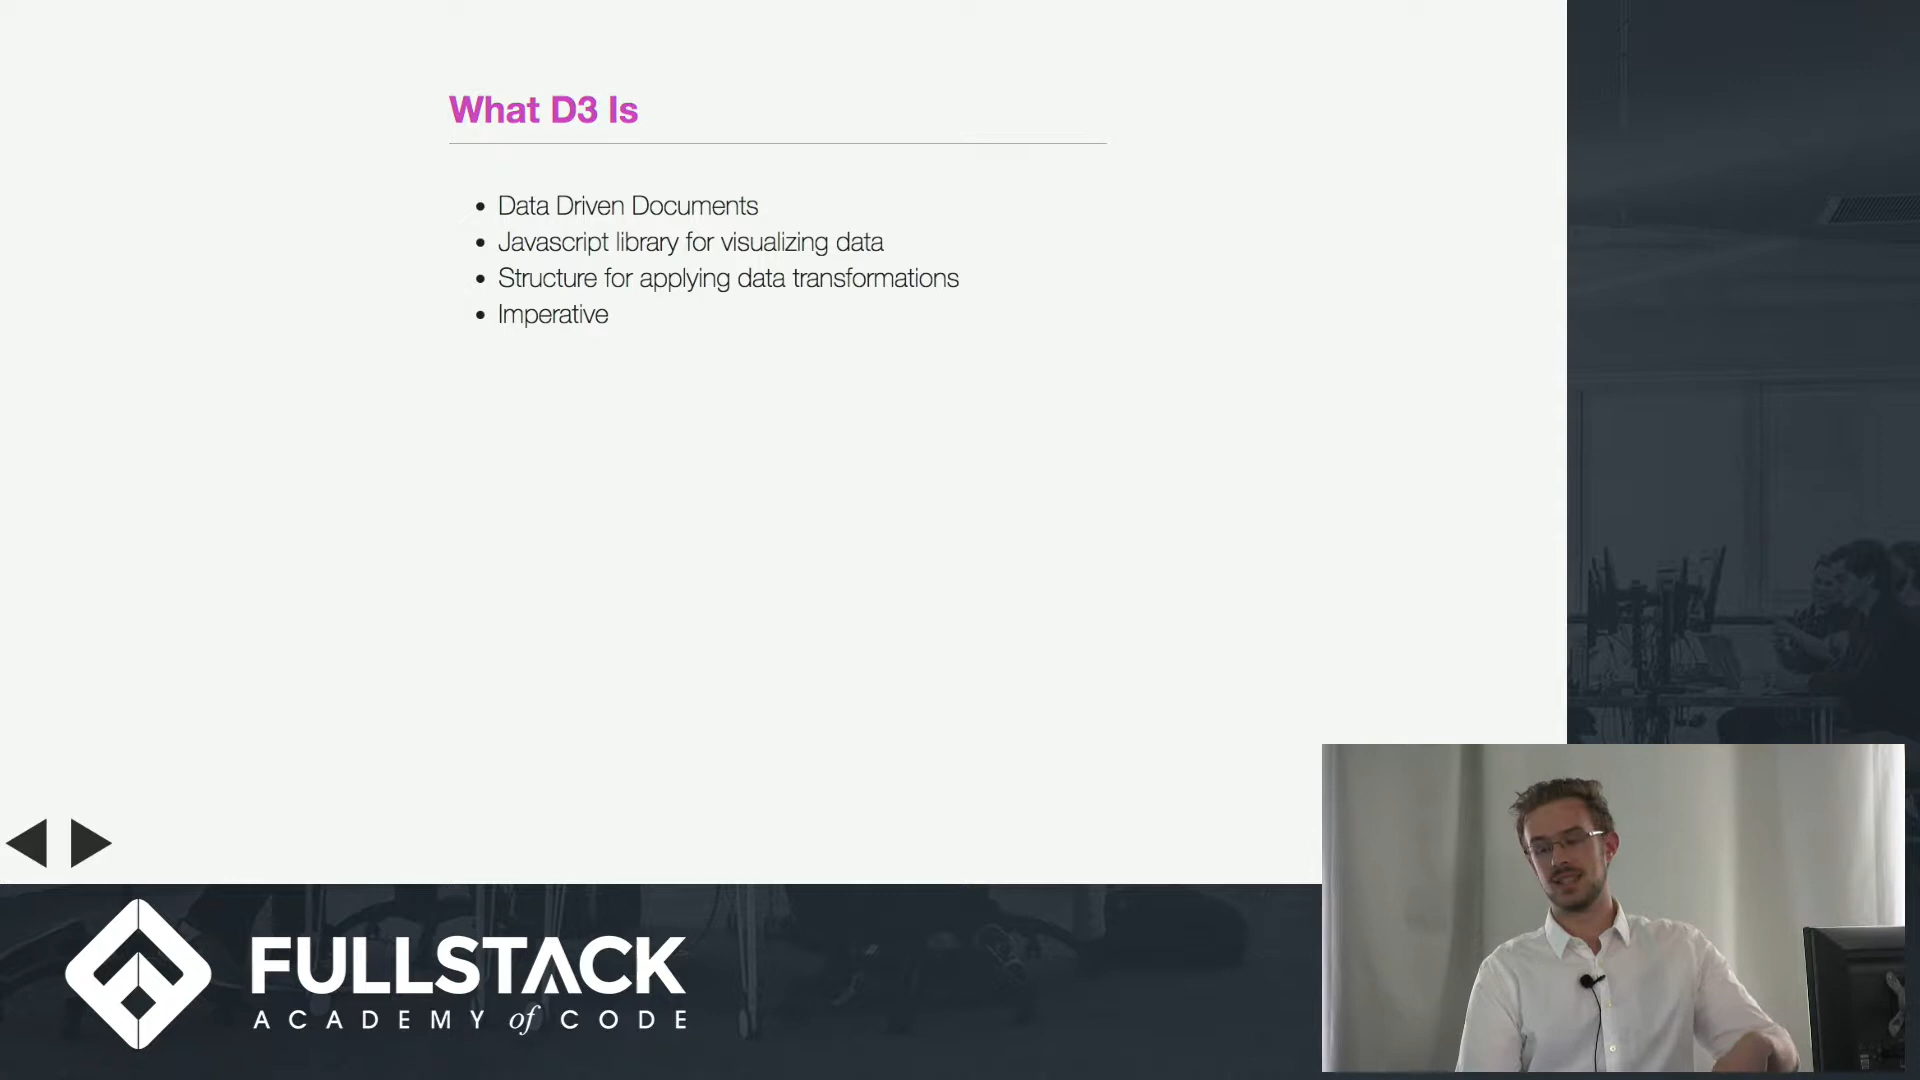 What D3 Is
Data Driven Documents
Javascript library for visualizing data
Structure for applying data transformations
Imperative
FULLSTACK
ACADEMY of CODE